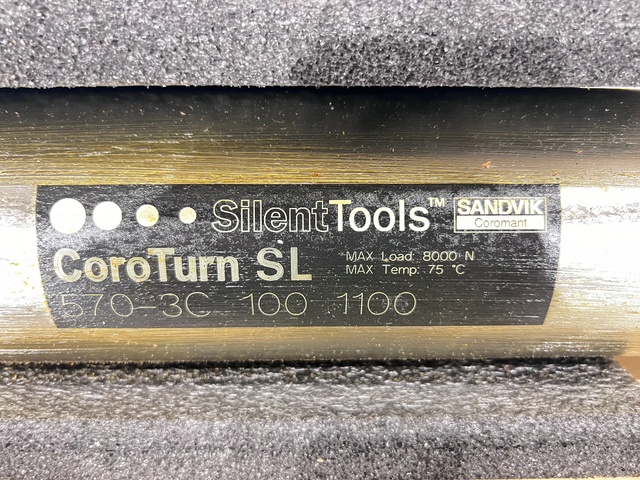 SilentTools™ SANDVIK
Coromant
CoroTurn SL
MAX Load: 8000 N
MAX Temp: 75 °C
570-3C 100 1100